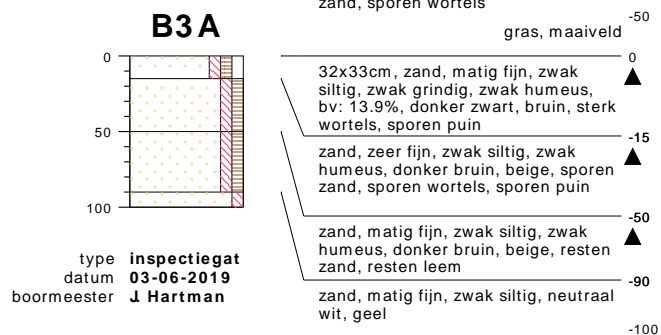 zand, sporen wortels
-50
B3A
gras, maaiveld
0
0
32x33cm, zand, matig fijn, zwak
siltig, zwak grindig, zwak humeus,
bv: 13.9%, donker zwart, bruin, sterk
wortels, sporen puin
-15
50
zand, zeer fijn, zwak siltig, zwak
humeus, donker bruin, beige, sporen
zand, sporen wortels, sporen puin
-50
100
zand, matig fijn, zwak siltig, zwak
humeus, donker bruin, beige, resten
zand, resten leem
-90
type inspectiegat
datum 03-06-2019
boormeester J. Hartman
zand, matig fijn, zwak siltig, neutraal
wit, geel
-100